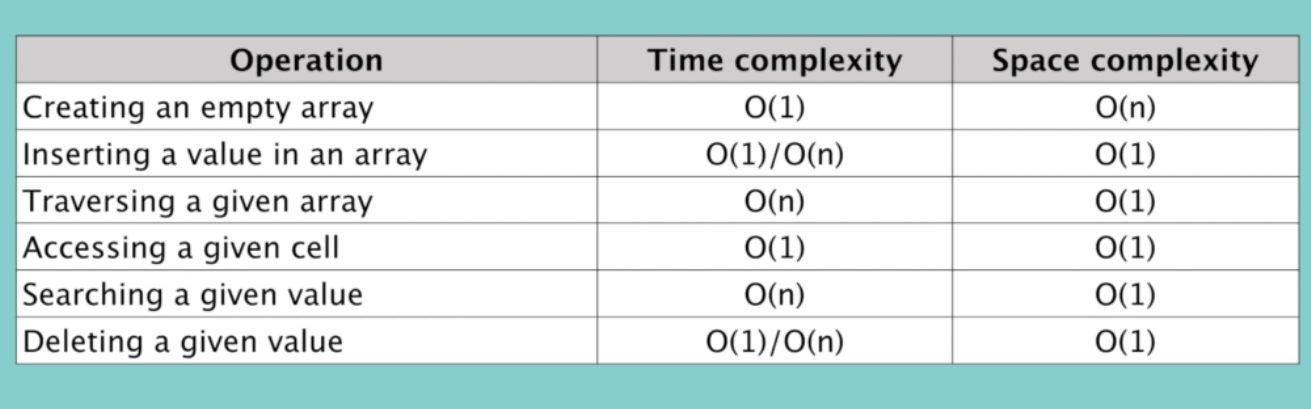 Operation Time complexity Space complexity
Creating an empty array O(1) O(n)
Inserting a value in an array O(1)/O(n) O(1)
Traversing a given array O(n) O(1)
Accessing a given cell O(1) O(1)
Searching a given value O(n) O(1)
Deleting a given value O(1)/O(n) O(1)